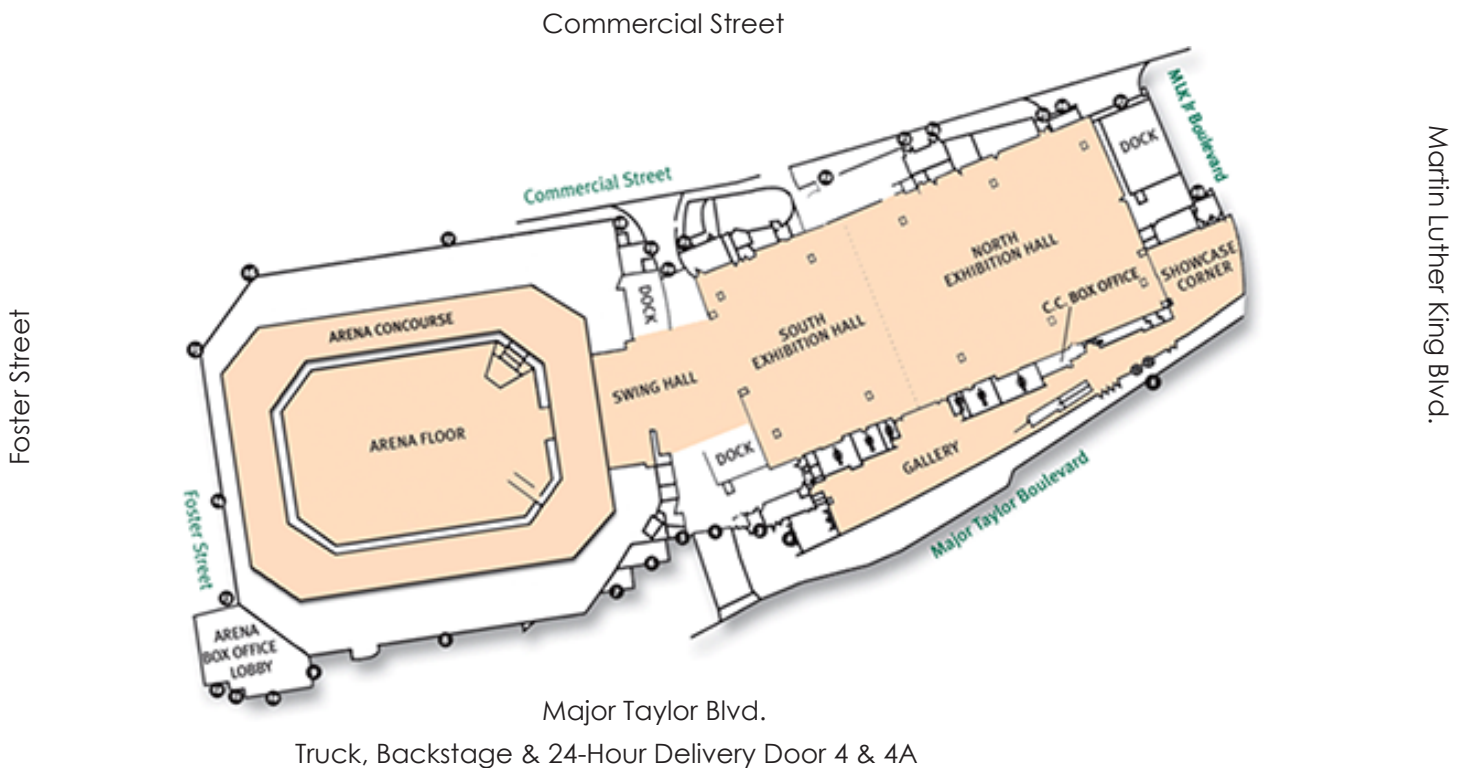 Commercial Street
MLK Jr Boulevard
DOCK
Commercial Street
Martin Luther King Blvd.
NORTH
EXHIBITION HALL
SHOWCASE
CORNER
C.C. BOX OFFICE
DOCK
ARENA CONCOURSE
SOUTH
EXHIBITION HALL
Foster Street
SWING HALL
ARENA FLOOR
DOCK
GALLERY
Foster Street
Major Taylor Boulevard
ARENA
BOX OFFICE
LOBBY
Major Taylor Blvd.
Truck, Backstage & 24-Hour Delivery Door 4 & 4A